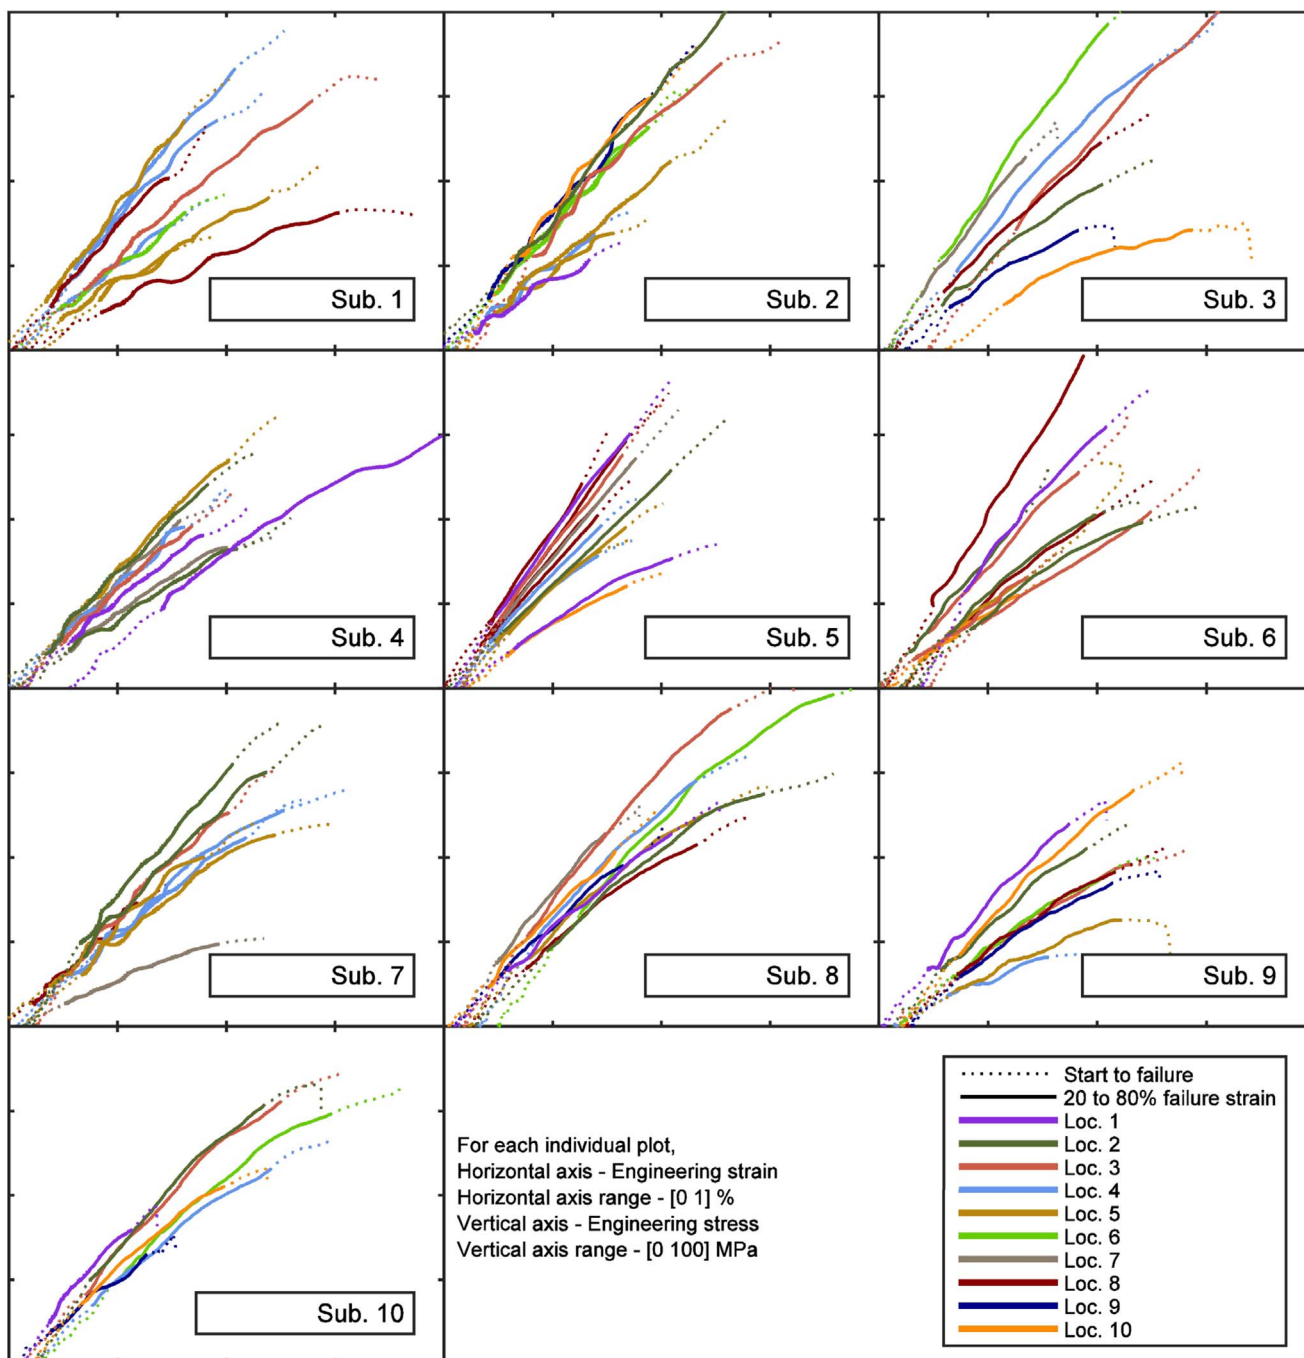 Sub. 1
Sub. 2
Sub. 3
Sub. 4
Sub. 5
Sub. 6
Sub. 7
Sub. 8
Sub. 9
Sub. 10
For each individual plot,
Horizontal axis - Engineering strain
Horizontal axis range - [0 1] %
Vertical axis - Engineering stress
Vertical axis range - [0 100] MPa
Start to failure
20 to 80% failure strain
Loc. 1
Loc. 2
Loc. 3
Loc. 4
Loc. 5
Loc. 6
Loc. 7
Loc. 8
Loc. 9
Loc. 10